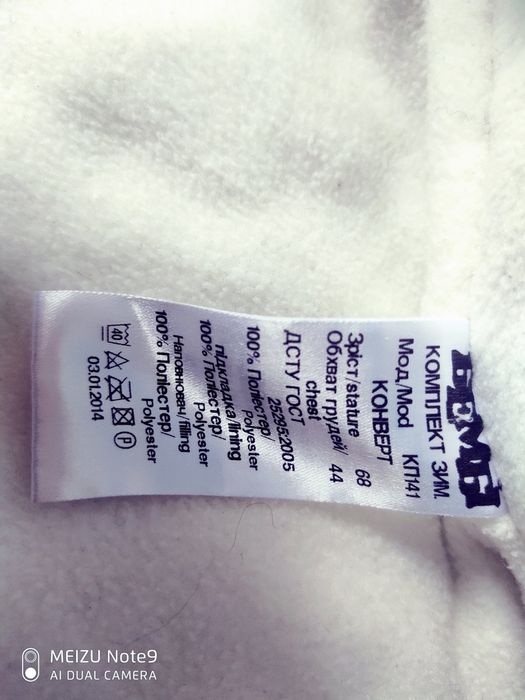 БЕМБІ
КОМПЛЕКТ ЗИМ.
Мод./Mod КП141
КОНВЕРТ
Зріст/stature 68
Обхват грудей/ 44
chest
ДСТУ ГОСТ
25295:2005
100% Поліестер/
Polyester
підкладка/lining
100% Поліестер/
Polyester
Наповнювач/filling
100% Поліестер/
Polyester
40 P
03.01.2014
MEIZU Note9
AI DUAL CAMERA